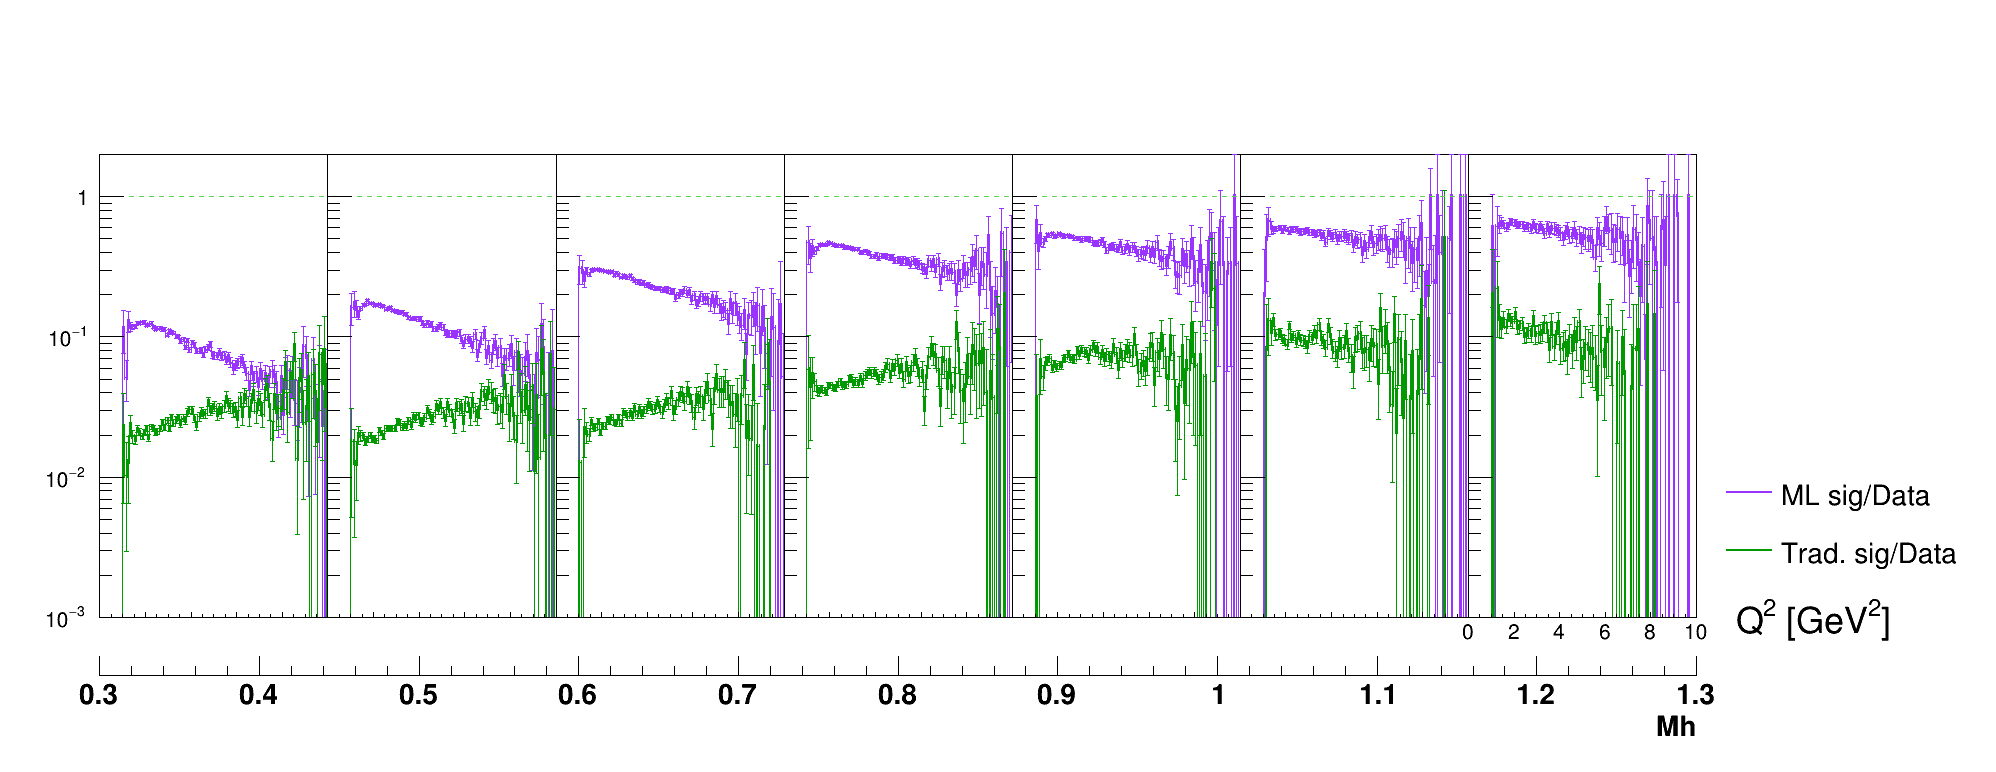 1
10⁻¹
10⁻²
10⁻³
ML sig/Data
Trad. sig/Data
Q² [GeV²]
0 2 4 6 8 10
0.3 0.4 0.5 0.6 0.7 0.8 0.9 1 1.1 1.2 1.3
Mh